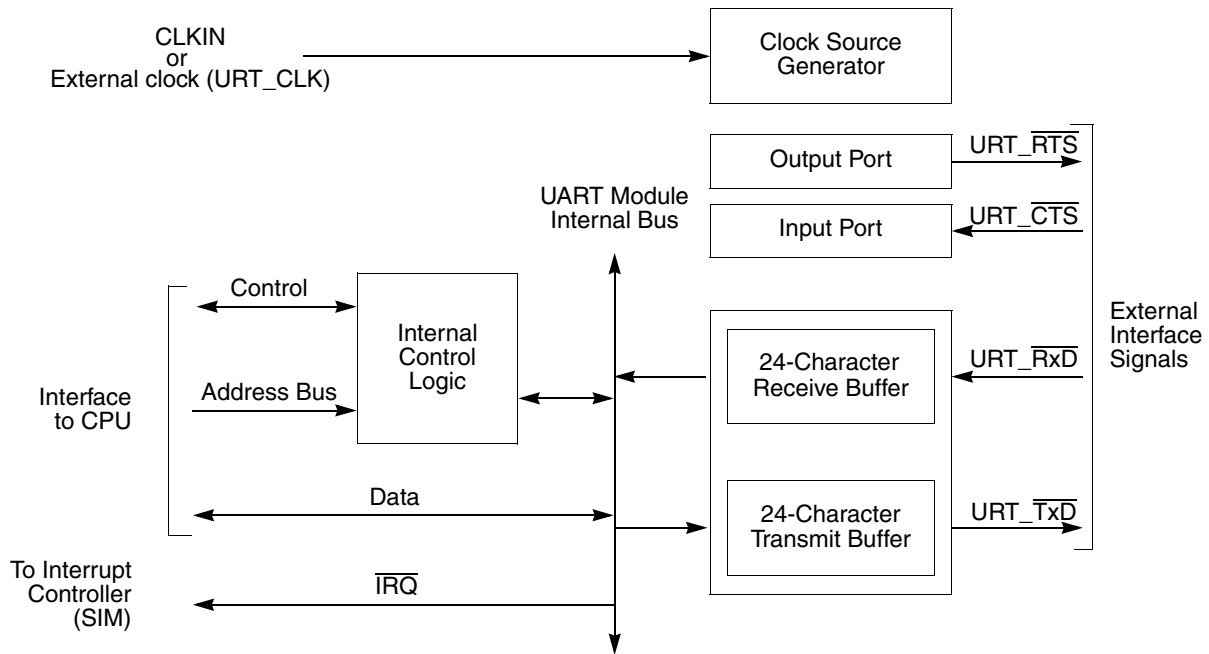 CLKIN
or
External clock (URT_CLK)
Clock Source
Generator
Output Port
URT_RTS
UART Module
Internal Bus
Input Port
URT_CTS
Control
Internal
Control
Logic
Address Bus
Interface
to CPU
24-Character
Receive Buffer
URT_RxD
External
Interface
Signals
Data
24-Character
Transmit Buffer
URT_TxD
To Interrupt
Controller
(SIM)
IRQ